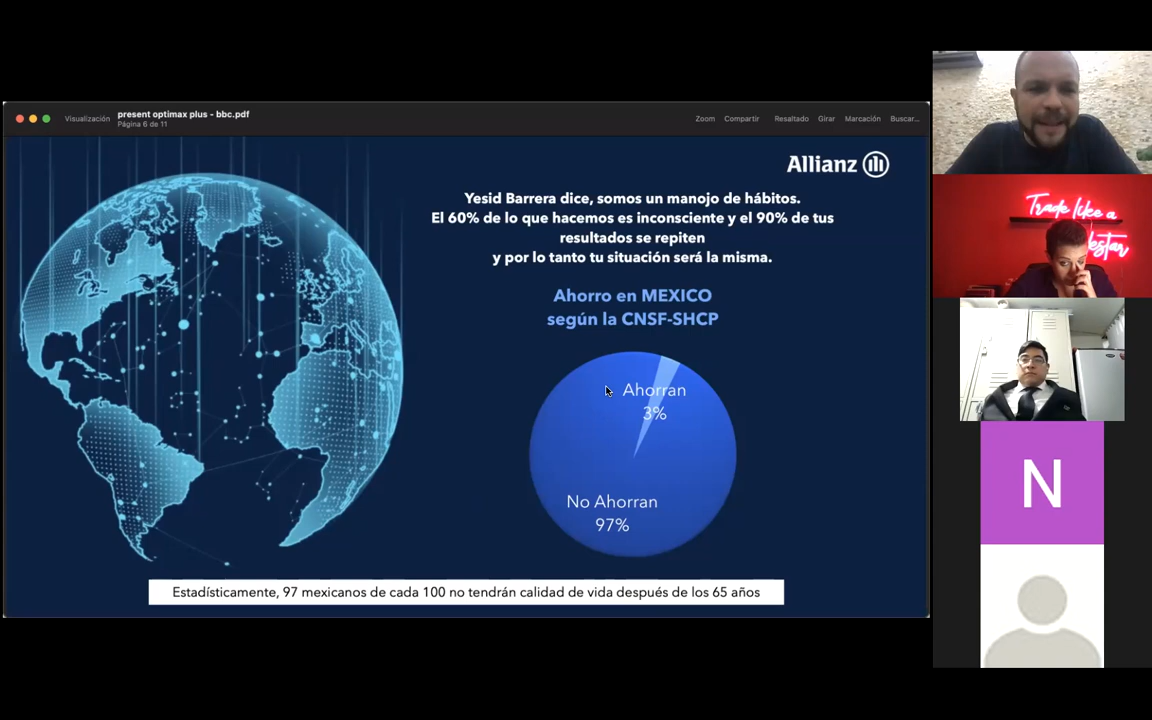 Visualización
present optimax plus - bbc.pdf
Página 6 de 11
Zoom Compartir Resaltado Girar Marcación Buscar...
Allianz
Yesid Barrera dice, somos un manojo de hábitos.
El 60% de lo que hacemos es inconsciente y el 90% de tus
resultados se repiten
y por lo tanto tu situación será la misma.
Ahorro en MEXICO
según la CNSF-SHCP
Ahorran
3%
No Ahorran
97%
Estadísticamente, 97 mexicanos de cada 100 no tendrán calidad de vida después de los 65 años
Trade like a
N